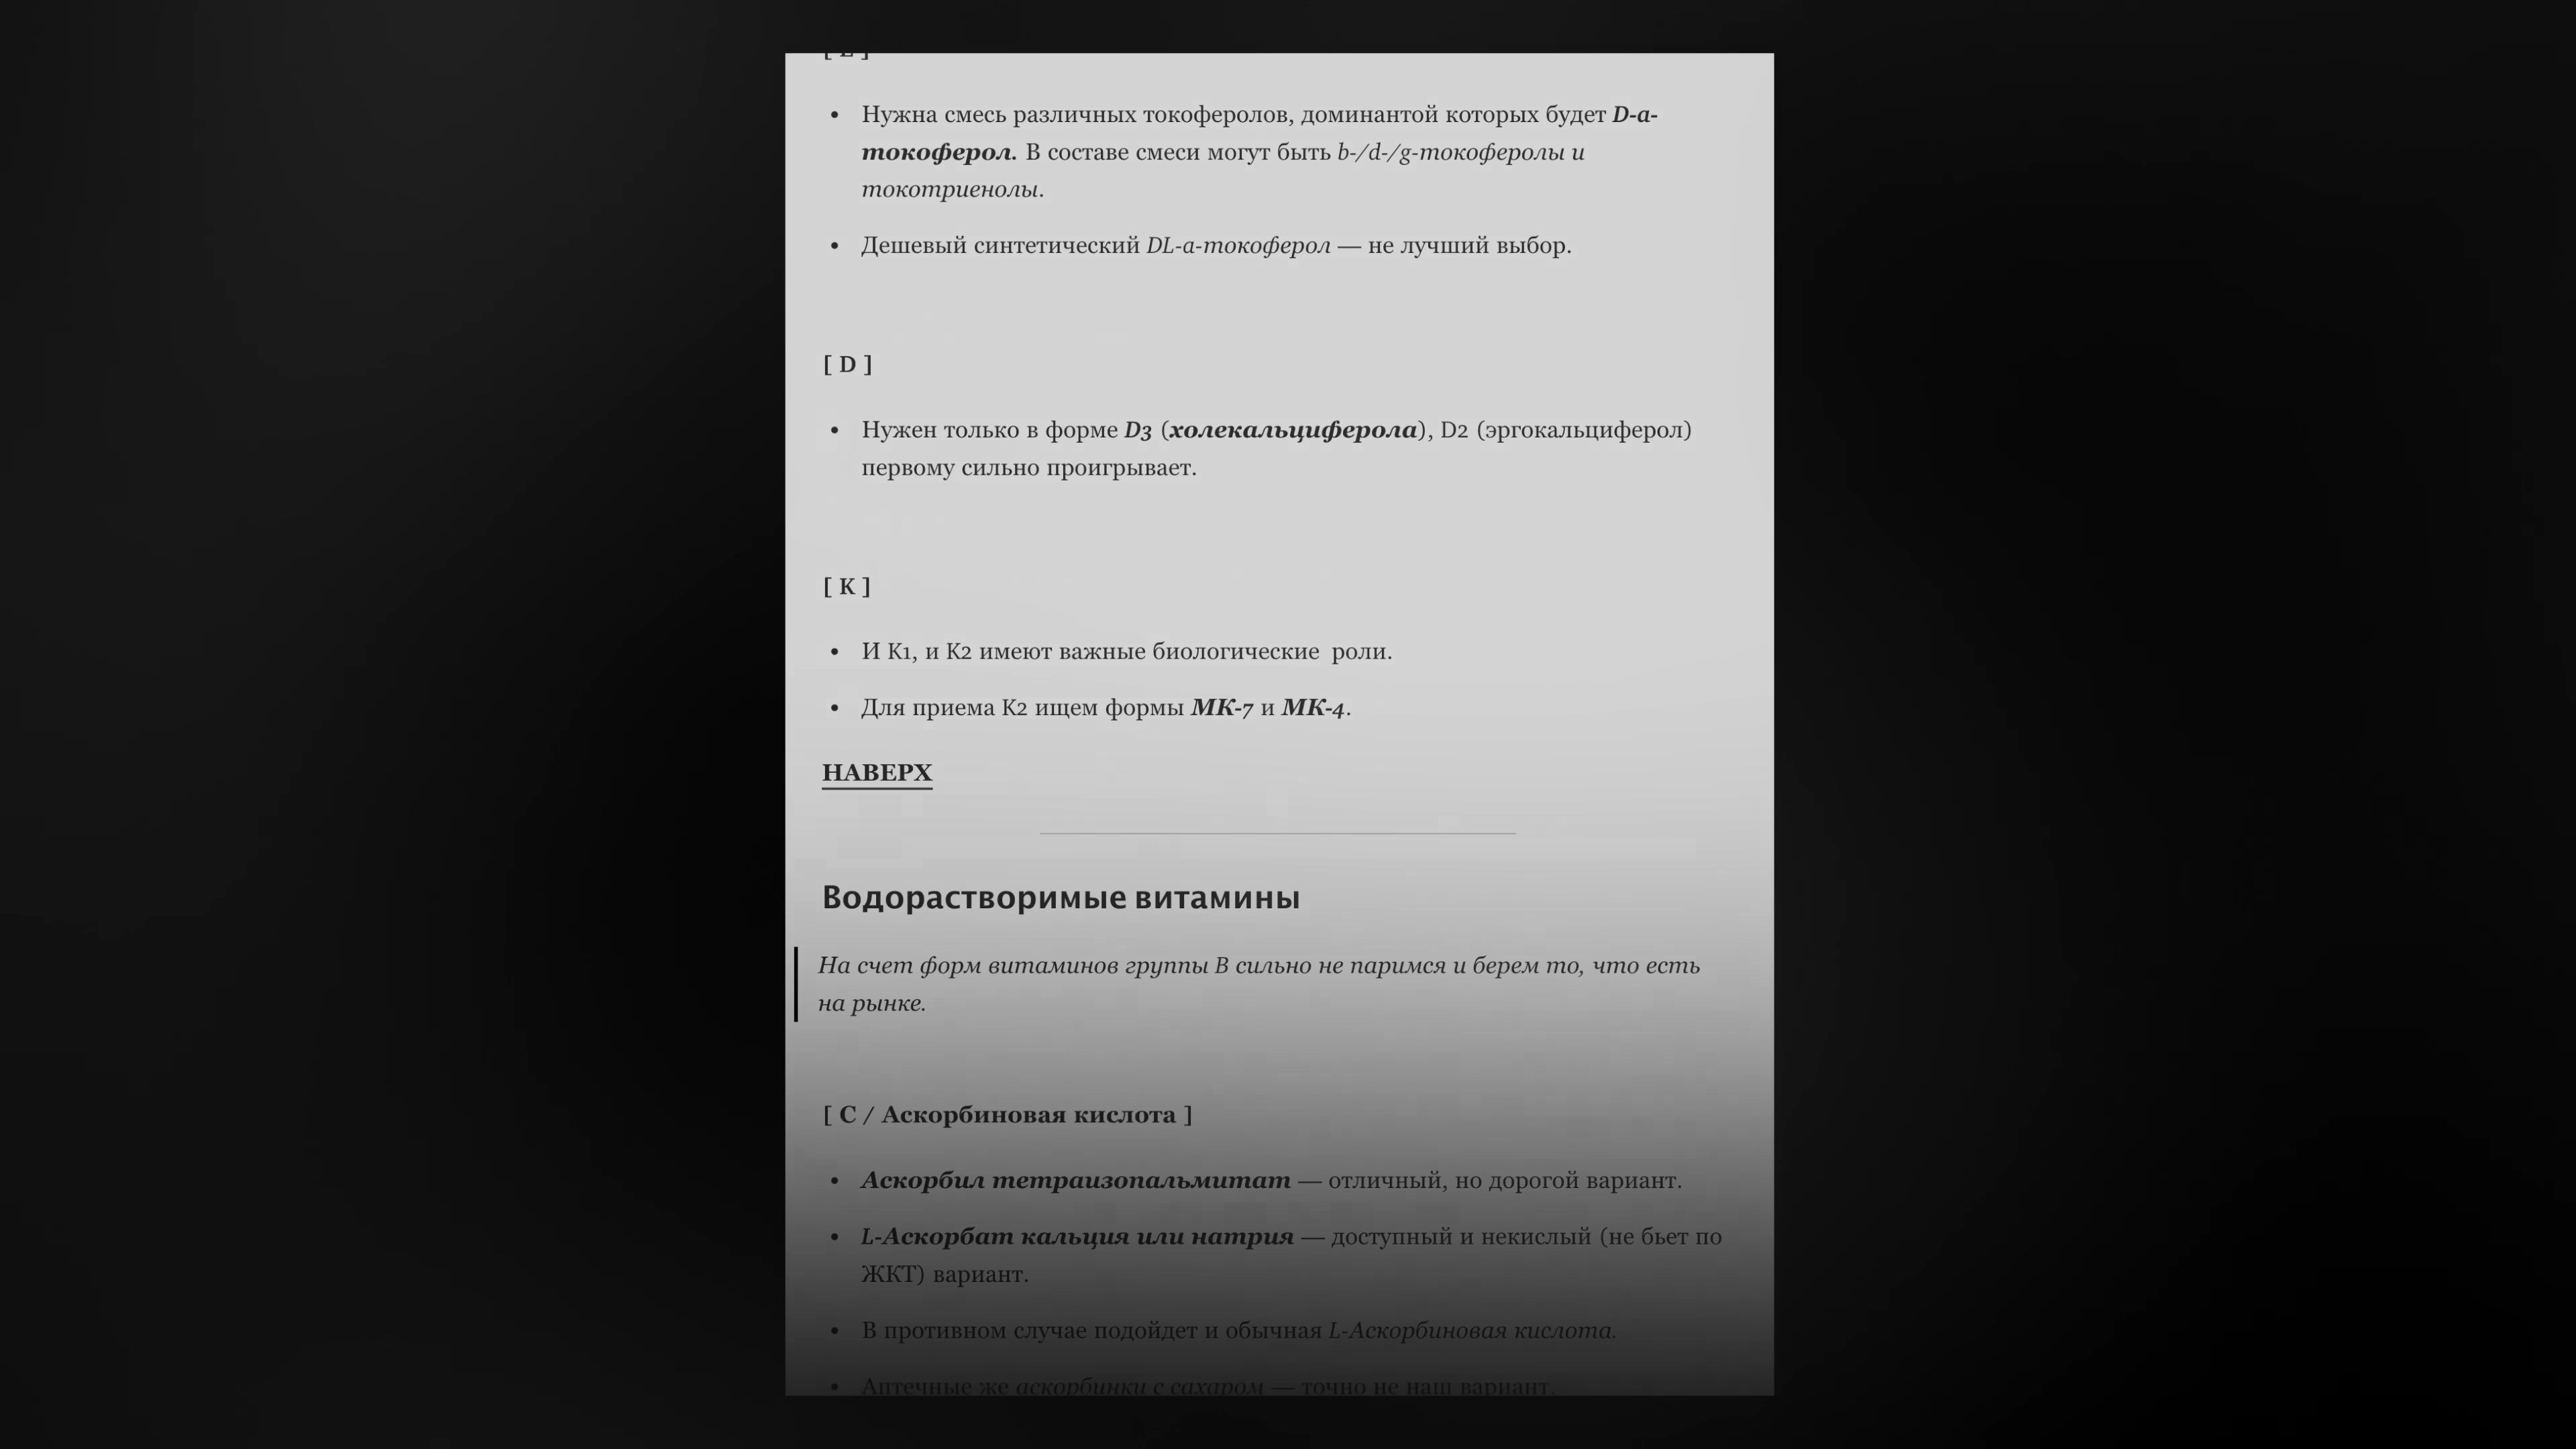 [ E ]
• Нужна смесь различных токоферолов, доминантой которых будет D-a-
токоферол. В составе смеси могут быть b-/d-/g-токоферолы и
токотриенолы.
• Дешевый синтетический DL-a-токоферол — не лучший выбор.
[ D ]
• Нужен только в форме D3 (холекальциферола), D2 (эргокальциферол)
первому сильно проигрывает.
[ K ]
• И K1, и K2 имеют важные биологические роли.
• Для приема K2 ищем формы МК-7 и МК-4.
НАВЕРХ
Водорастворимые витамины
На счет форм витаминов группы B сильно не паримся и берем то, что есть
на рынке.
[ C / Аскорбиновая кислота ]
• Аскорбил тетраизопальмитат — отличный, но дорогой вариант.
• L-Аскорбат кальция или натрия — доступный и некислый (не бьет по
ЖКТ) вариант.
• В противном случае подойдет и обычная L-Аскорбиновая кислота.
• Аптечные же аскорбинки с сахаром — точно не наш вариант.